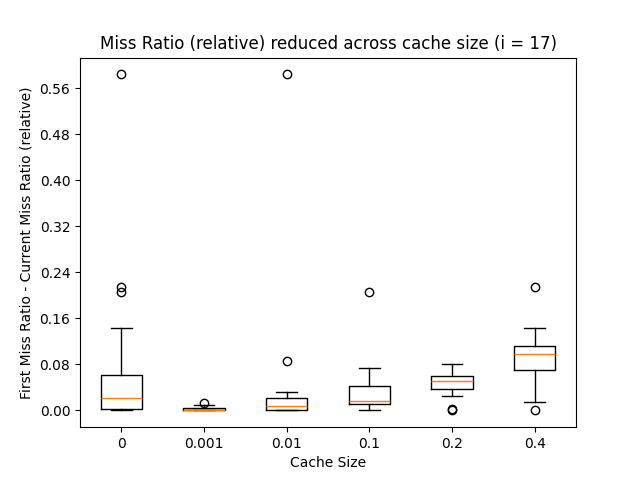 Miss Ratio (relative) reduced across cache size (i = 17)
First Miss Ratio - Current Miss Ratio (relative)
0.56
0.48
0.40
0.32
0.24
0.16
0.08
0.00
0 0.001 0.01 0.1 0.2 0.4
Cache Size